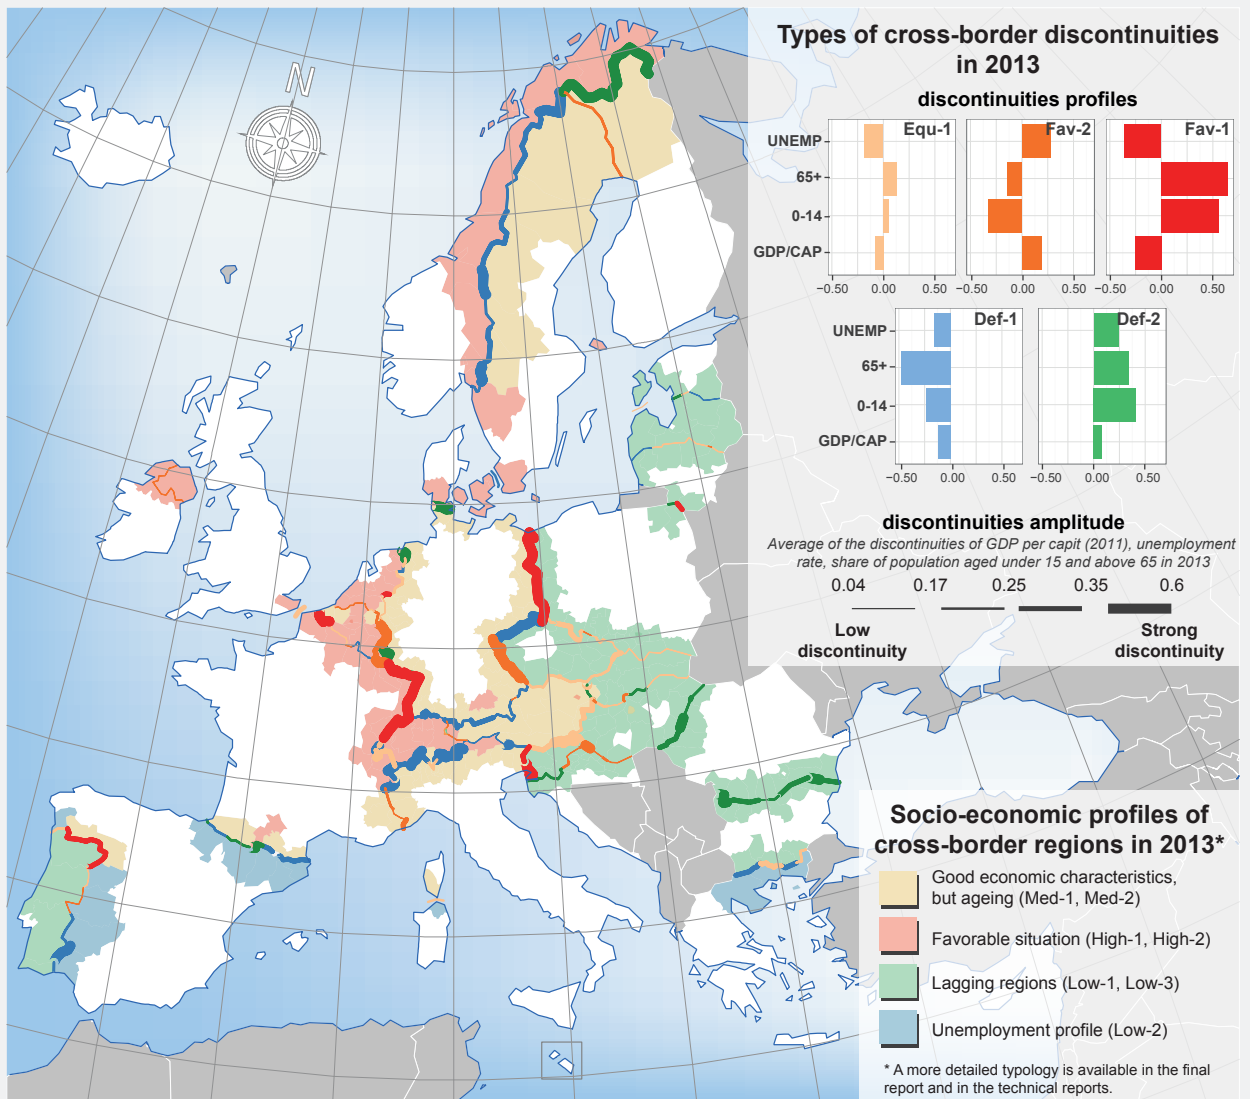 Types of cross-border discontinuities
in 2013
discontinuities profiles
N
Equ-1
Fav-2
Fav-1
UNEMP
65+
0-14
GDP/CAP
−0.50 0.00 0.50
−0.50 0.00 0.50
−0.50 0.00 0.50
Def-1
Def-2
UNEMP
65+
0-14
GDP/CAP
−0.50 0.00 0.50
−0.50 0.00 0.50
discontinuities amplitude
Average of the discontinuities of GDP per capit (2011), unemployment
rate, share of population aged under 15 and above 65 in 2013
0.04 0.17 0.25 0.35 0.6
Low
discontinuity
Strong
discontinuity
Socio-economic profiles of
cross-border regions in 2013*
Good economic characteristics,
but ageing (Med-1, Med-2)
Favorable situation (High-1, High-2)
Lagging regions (Low-1, Low-3)
Unemployment profile (Low-2)
* A more detailed typology is available in the final
report and in the technical reports.